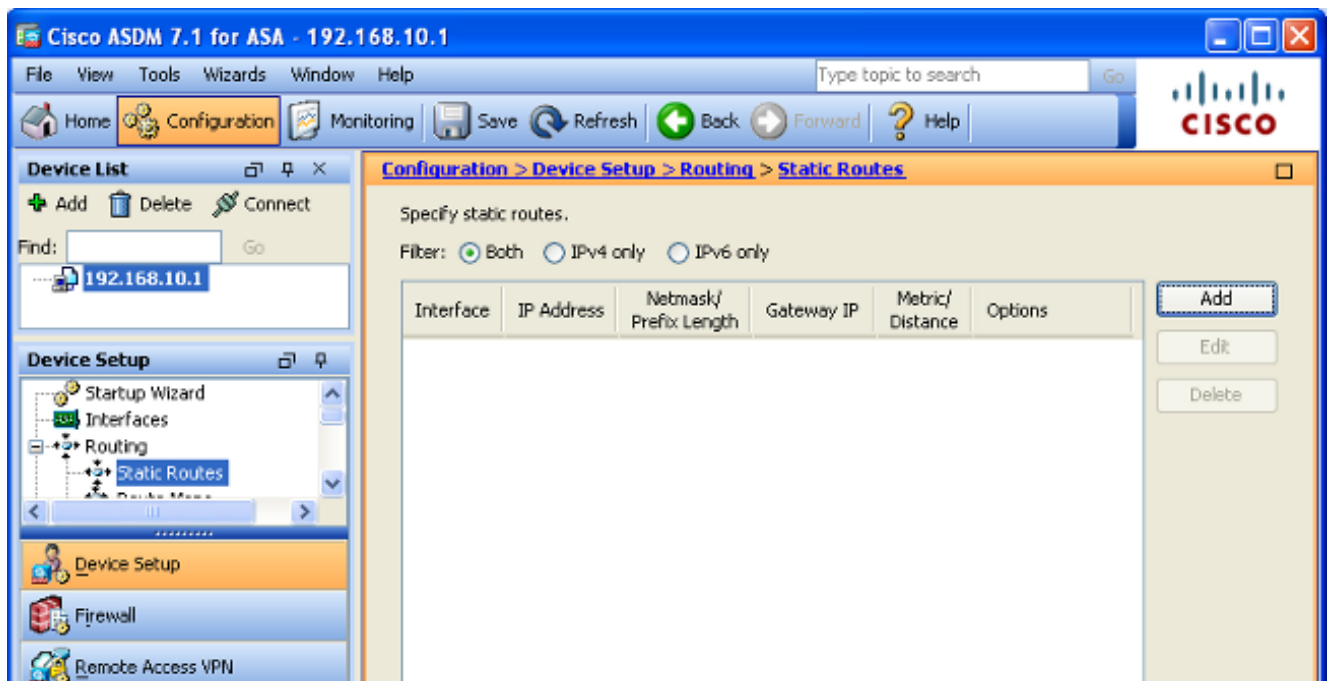 Cisco ASDM 7.1 for ASA - 192.168.10.1
File View Tools Wizards Window Help Type topic to search Go
Home Configuration Monitoring Save Refresh Back Forward Help
CISCO
Device List
Add Delete Connect
Find: Go
192.168.10.1
Device Setup
Startup Wizard
Interfaces
Routing
Static Routes
Device Setup
Firewall
Remote Access VPN
Configuration > Device Setup > Routing > Static Routes
Specify static routes.
Filter: Both IPv4 only IPv6 only
Interface IP Address Netmask/ Prefix Length Gateway IP Metric/ Distance Options
Add
Edit
Delete